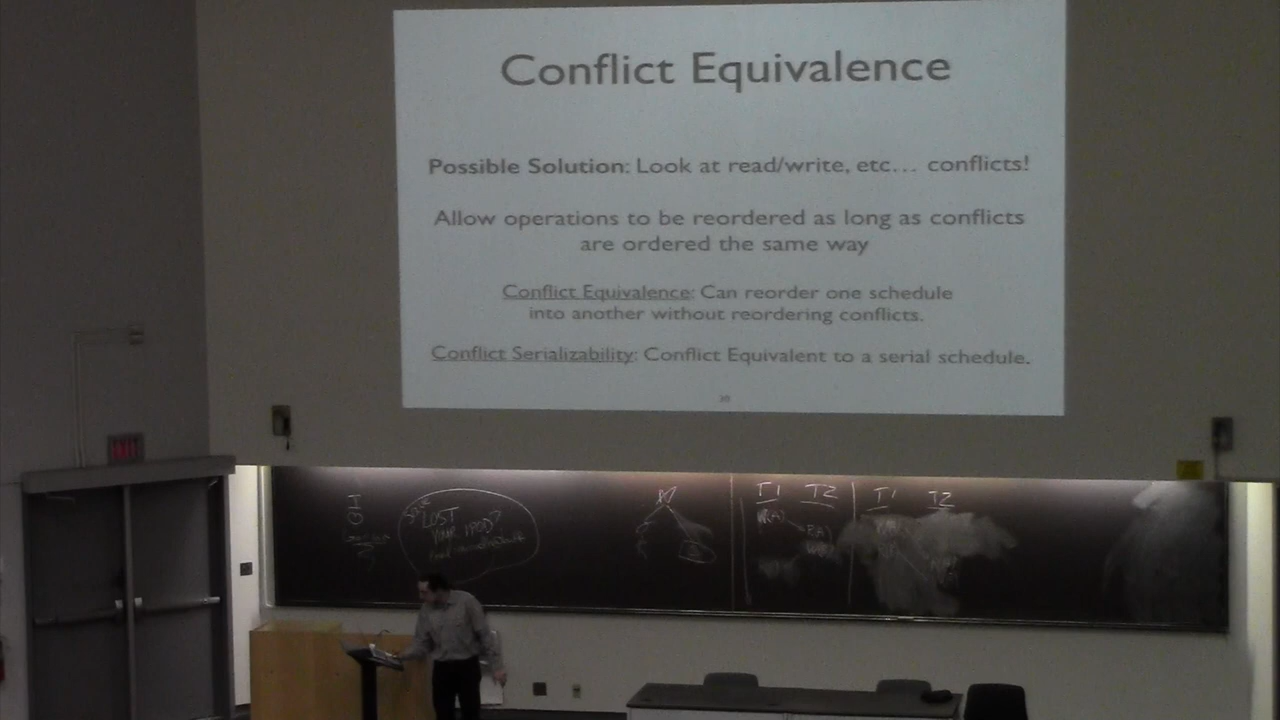 Conflict Equivalence
Possible Solution: Look at read/write, etc... conflicts!
Allow operations to be reordered as long as conflicts
are ordered the same way
Conflict Equivalence: Can reorder one schedule
into another without reordering conflicts.
Conflict Serializability: Conflict Equivalent to a serial schedule.
LOST
YOUR IPOD?
T1 T2 T1 T2
W(A)
R(A)